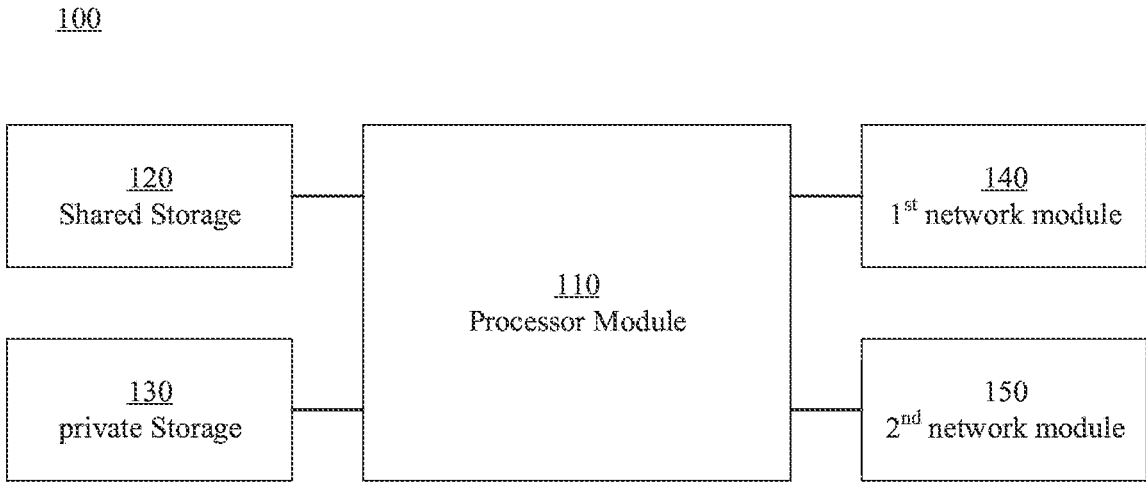 100
120
Shared Storage
130
private Storage
110
Processor Module
140
1st network module
150
2nd network module